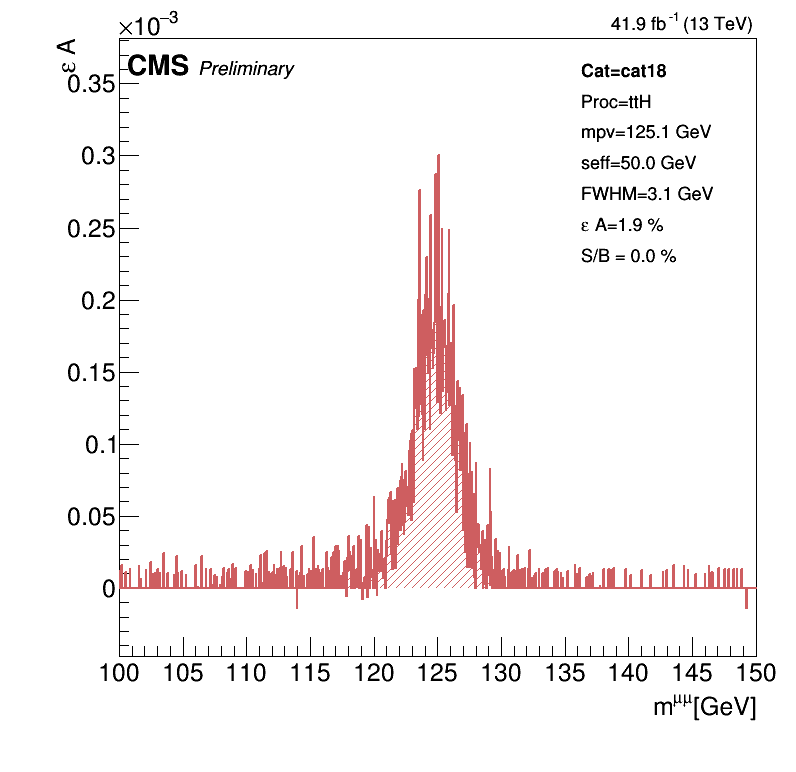 ×10⁻³
41.9 fb⁻¹ (13 TeV)
ε A
CMS Preliminary
Cat=cat18
Proc=ttH
mpv=125.1 GeV
seff=50.0 GeV
FWHM=3.1 GeV
ε A=1.9 %
S/B = 0.0 %
0.35
0.3
0.25
0.2
0.15
0.1
0.05
0
100 105 110 115 120 125 130 135 140 145 150
m^μμ[GeV]